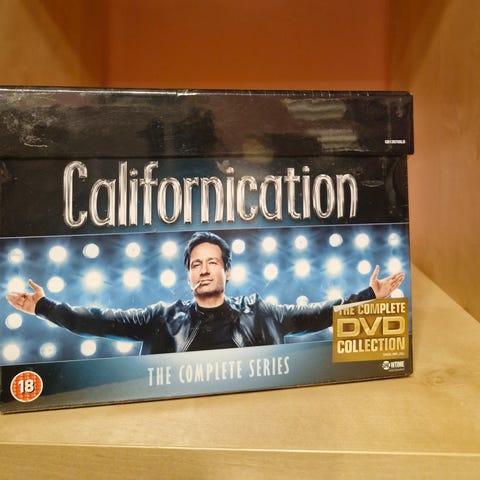 Californication
THE COMPLETE
DVD
COLLECTION
THE COMPLETE SERIES
18
SHOWTIME